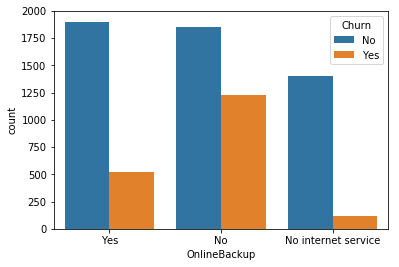 2000
1750
1500
1250
1000
750
500
250
0
count
Churn
No
Yes
Yes No No internet service
OnlineBackup